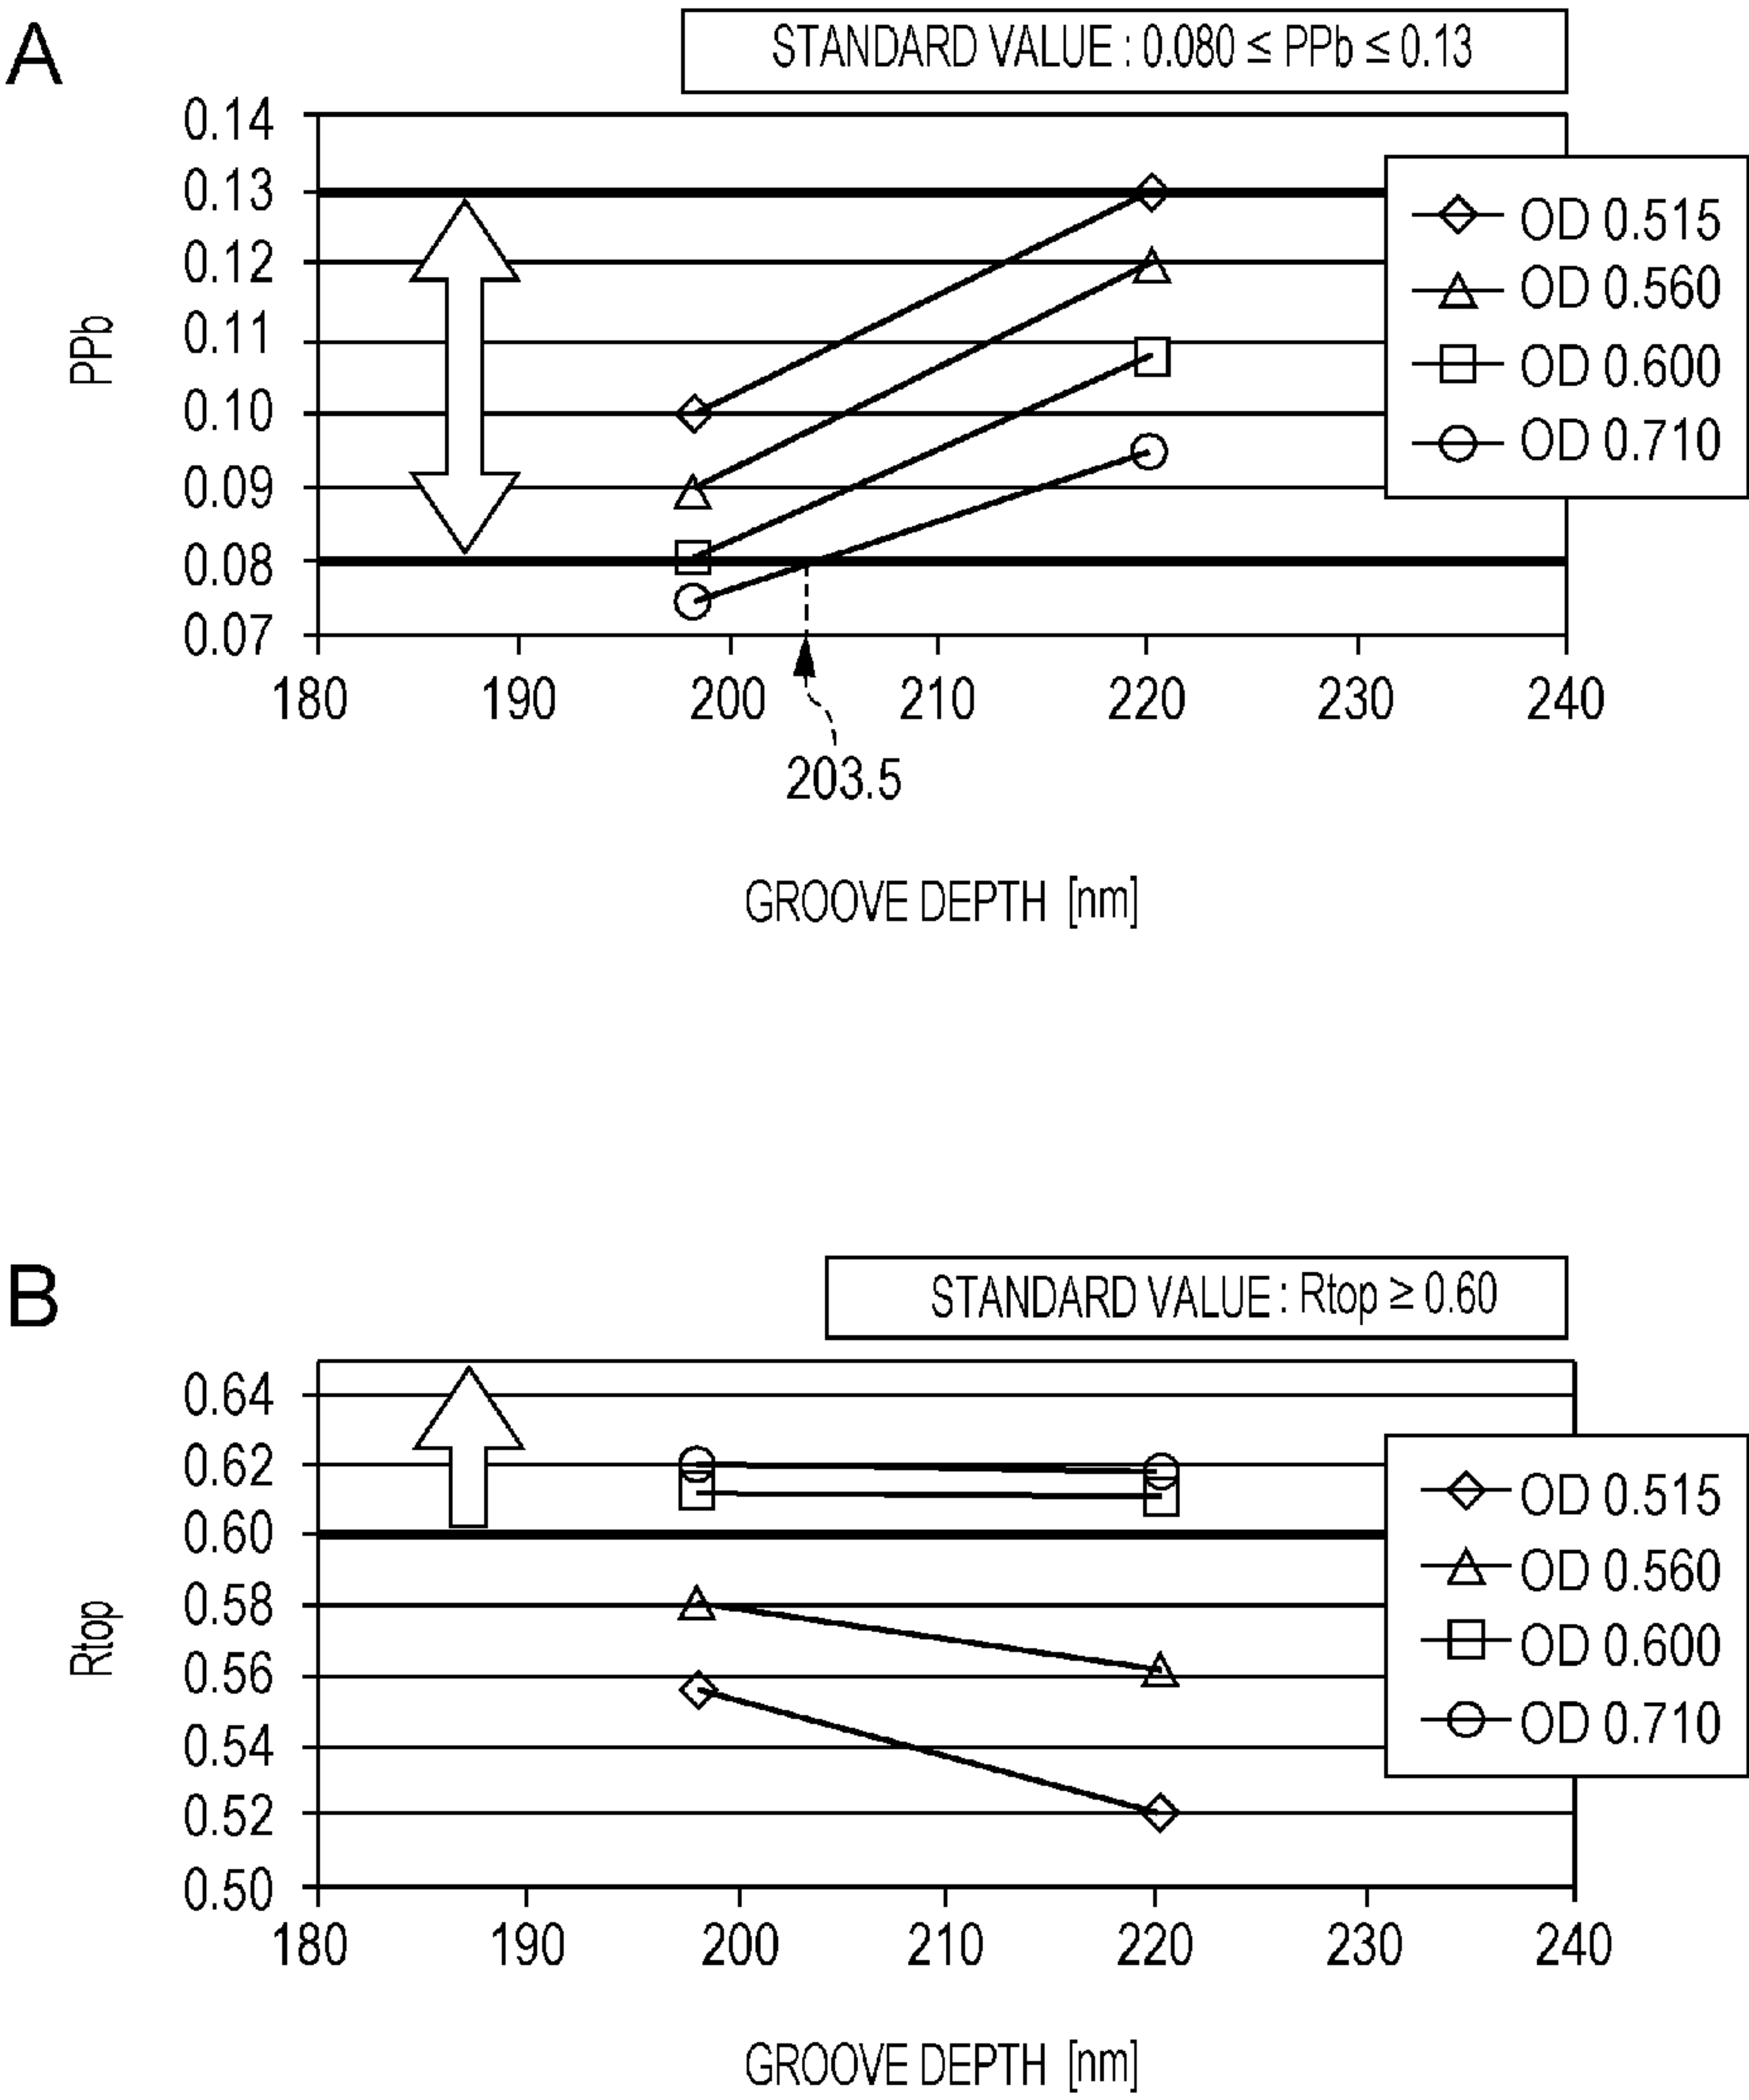 A
STANDARD VALUE : 0.080 ≤ PPb ≤ 0.13
0.14
0.13
0.12
0.11
0.10
0.09
0.08
0.07
PPb
OD 0.515
OD 0.560
OD 0.600
OD 0.710
180 190 200 210 220 230 240
203.5
GROOVE DEPTH [nm]
B
STANDARD VALUE : Rtop ≥ 0.60
0.64
0.62
0.60
0.58
0.56
0.54
0.52
0.50
Rtop
OD 0.515
OD 0.560
OD 0.600
OD 0.710
180 190 200 210 220 230 240
GROOVE DEPTH [nm]